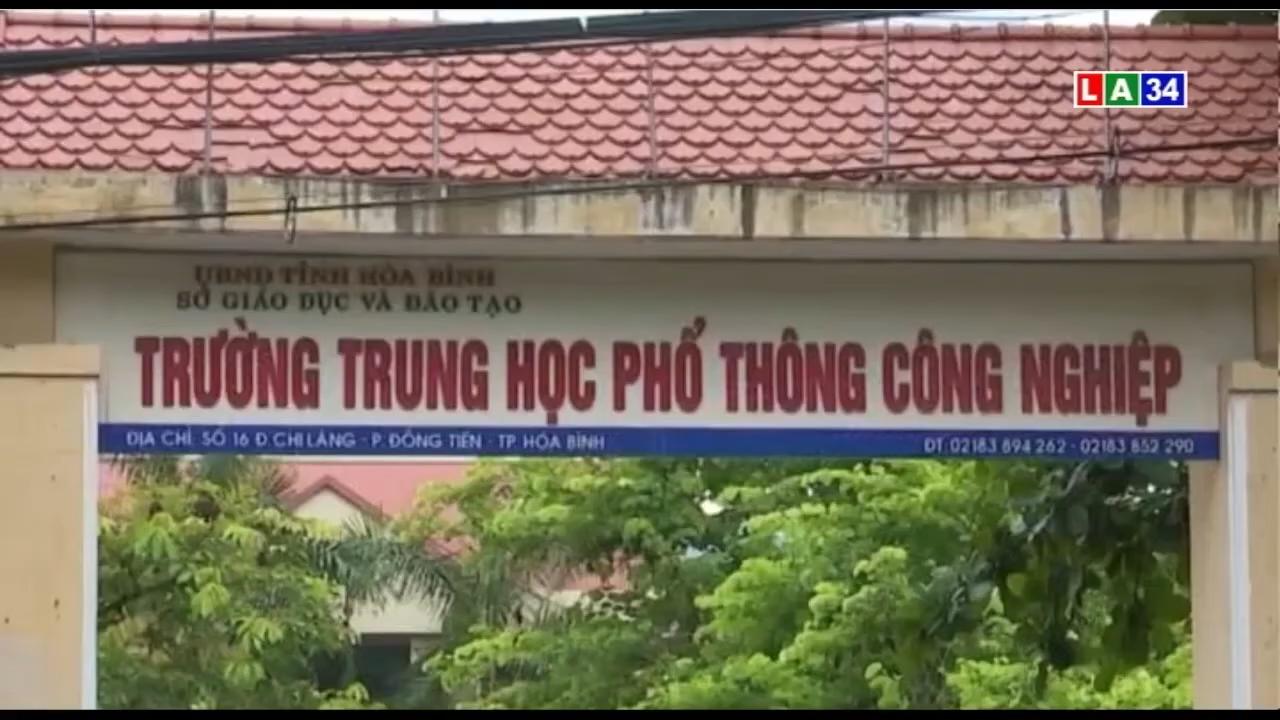 LA34
UBND TỈNH HÒA BÌNH
SỞ GIÁO DỤC VÀ ĐÀO TẠO
TRƯỜNG TRUNG HỌC PHỔ THÔNG CÔNG NGHIỆP
ĐỊA CHỈ: SỐ 16 Đ.CHI LĂNG - P. ĐỒNG TIẾN - TP HÒA BÌNH ĐT: 02183 894 262 - 02183 852 290